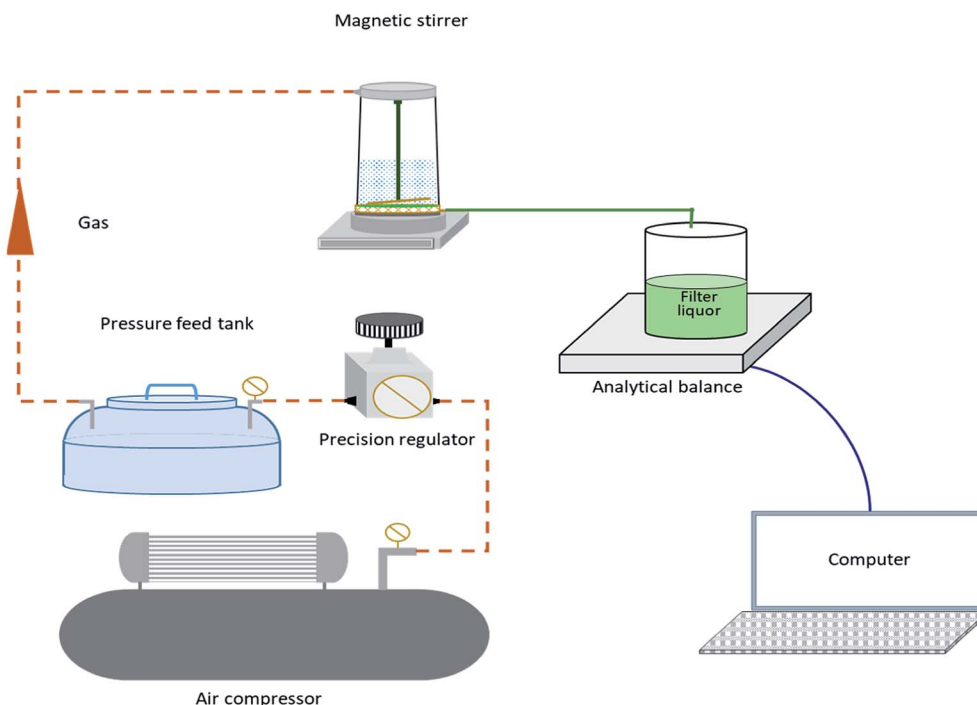 Magnetic stirrer
Gas
Pressure feed tank
Precision regulator
Filter
liquor
Analytical balance
Computer
Air compressor